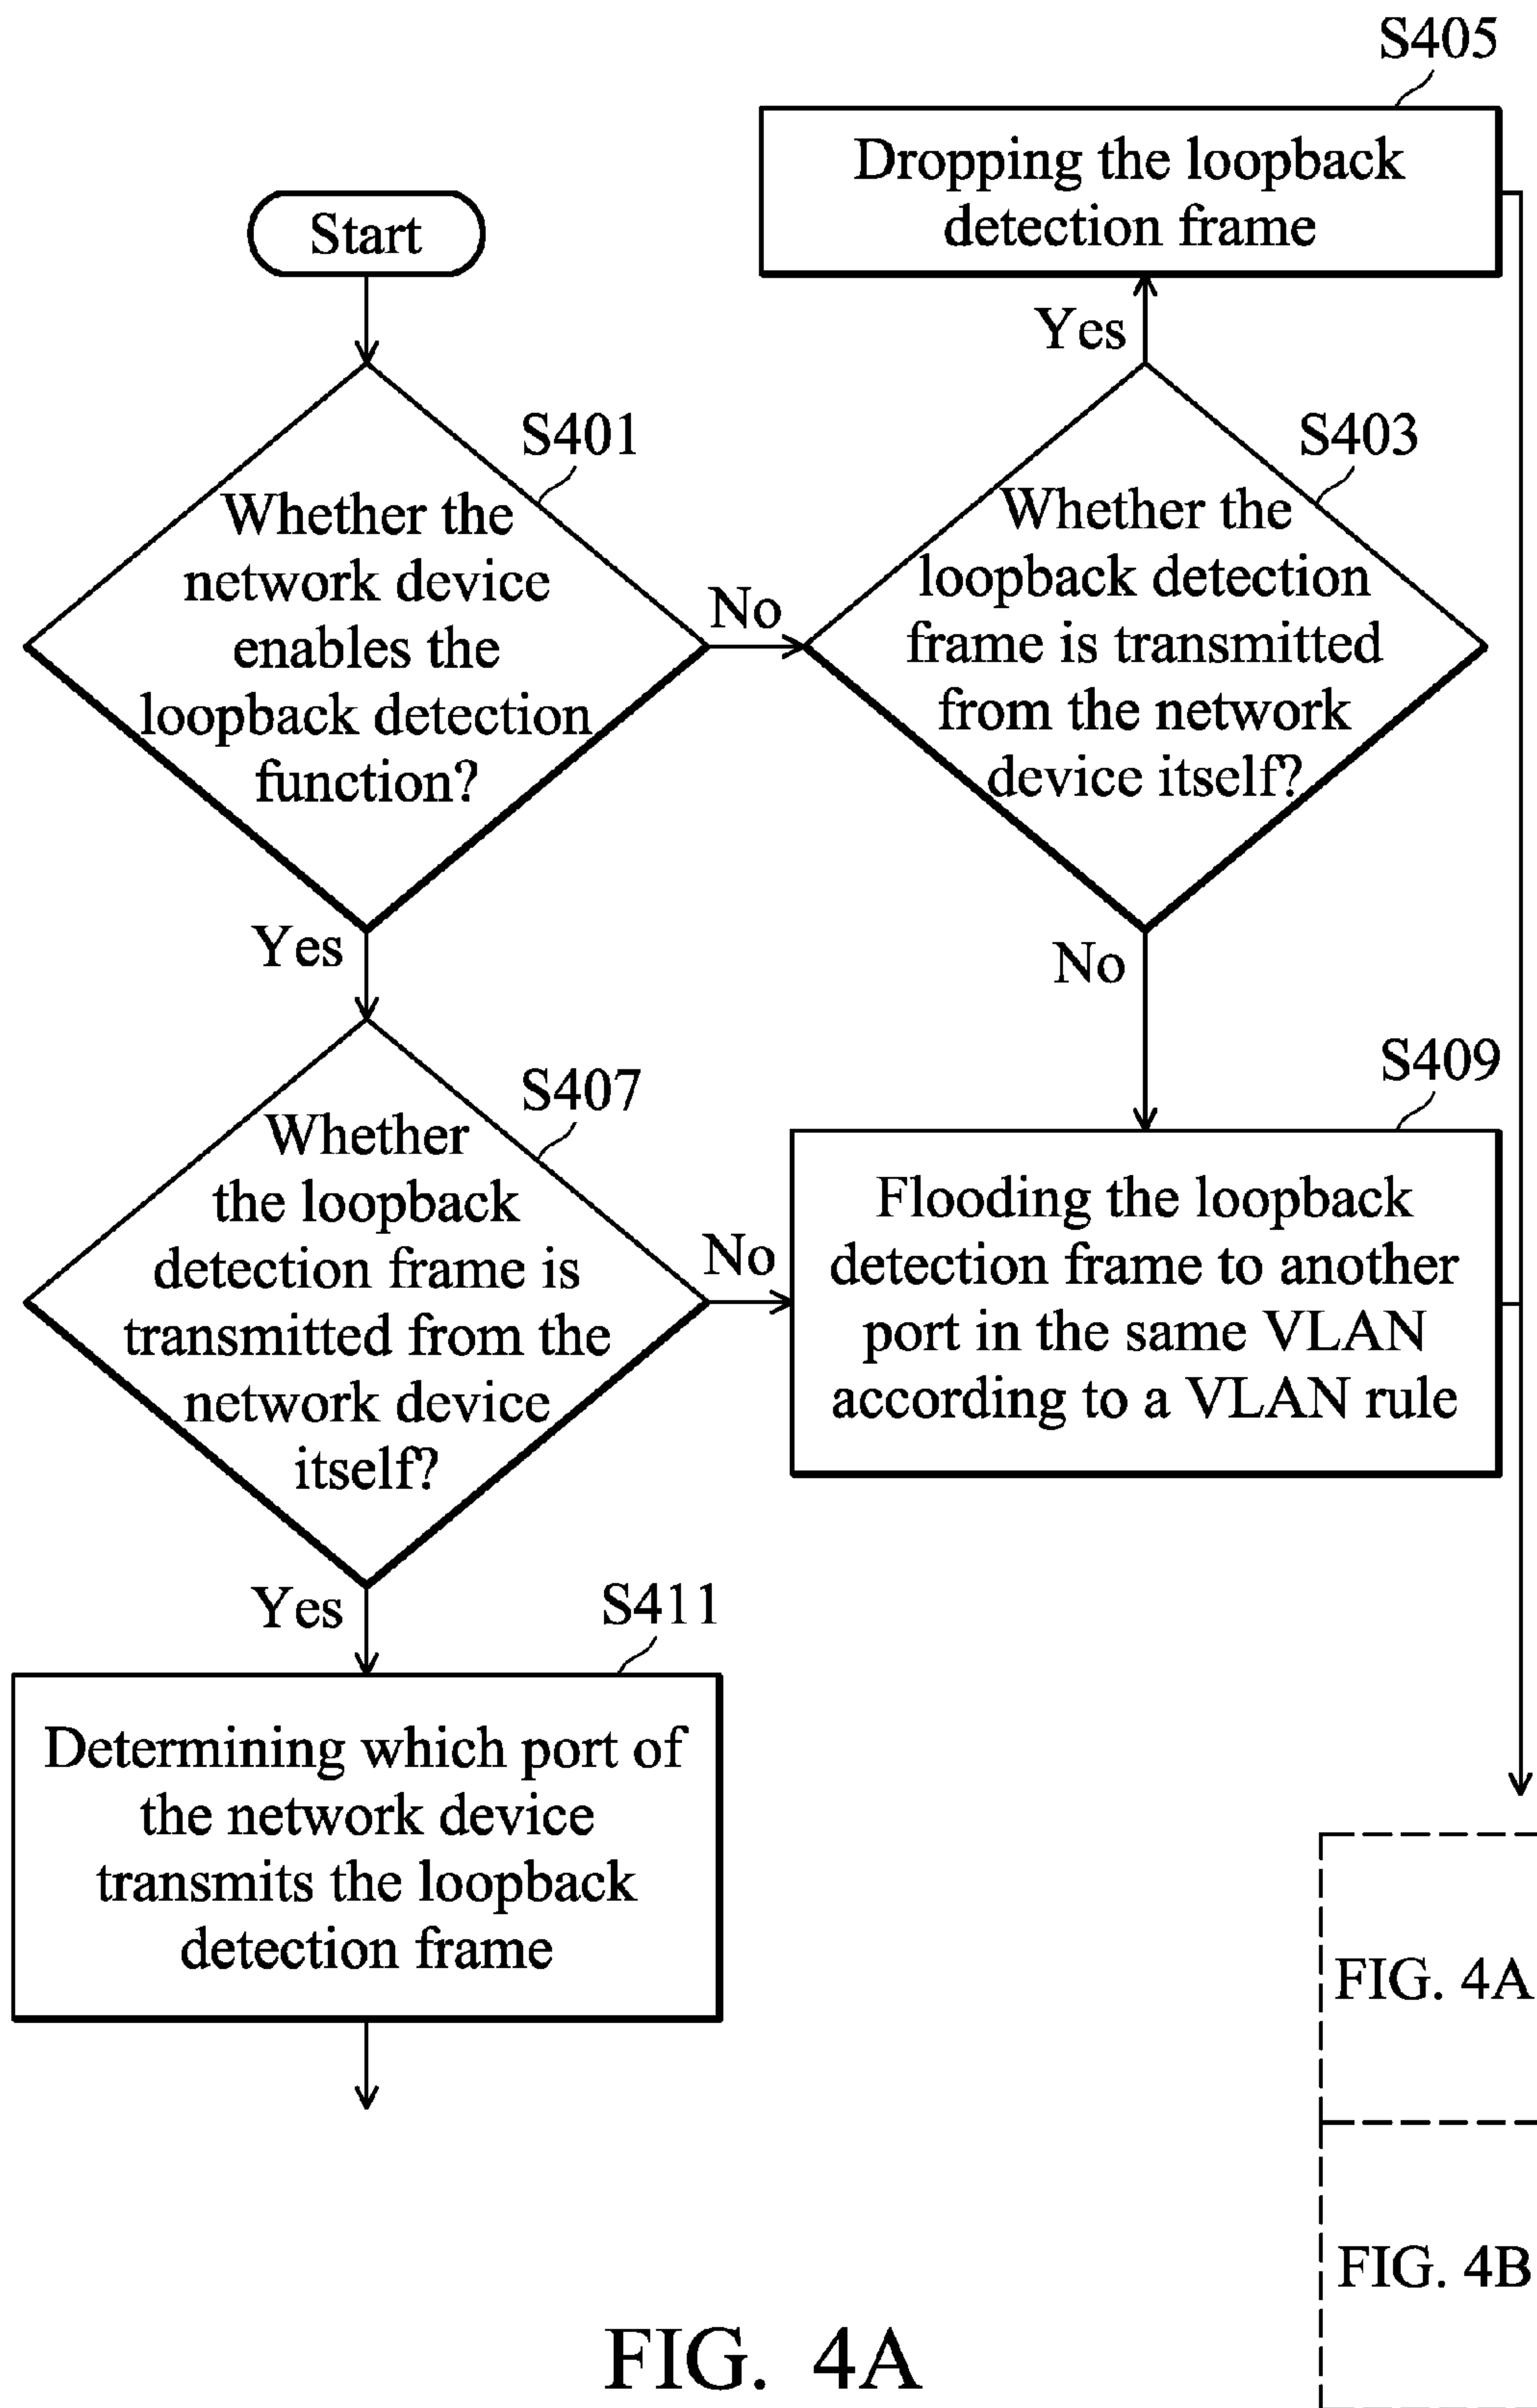 S405
Dropping the loopback
detection frame
Start
Yes
S401
Whether the
network device
enables the
loopback detection
function?
No
S403
Whether the
loopback detection
frame is transmitted
from the network
device itself?
Yes
No
S407
Whether
the loopback
detection frame is
transmitted from the
network device
itself?
No
S409
Flooding the loopback
detection frame to another
port in the same VLAN
according to a VLAN rule
Yes
S411
Determining which port of
the network device
transmits the loopback
detection frame
FIG. 4A
FIG. 4B
FIG. 4A